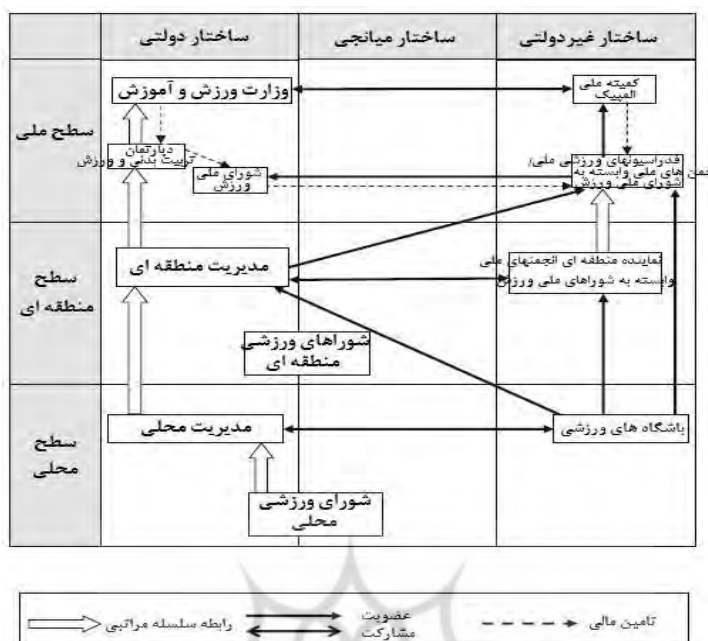 ساختار دولتی
ساختار میانجی
ساختار غیردولتی
سطح ملی
وزارت ورزش و آموزش
کمیته ملی
المپیک
دپارتمان
تربیت بدنی و ورزش
شورای ملی
ورزش
فدراسیونهای ورزشی ملی/
من های ملی وابسته به
شورای ملی ورزش
سطح
منطقه ای
مدیریت منطقه ای
نماینده منطقه ای انجمنهای ملی
وابسته به شوراهای ملی ورزش
شوراهای ورزشی
منطقه ای
سطح
محلی
مدیریت محلی
باشگاه های ورزشی
شورای ورزشی
محلی
رابطه سلسله مراتبی
عضویت
مشارکت
تامین مالی